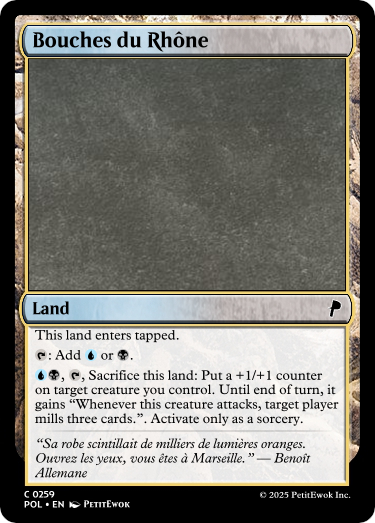 Bouches du Rhône
Land
This land enters tapped.
: Add or .
, , Sacrifice this land: Put a +1/+1 counter
on target creature you control. Until end of turn, it
gains “Whenever this creature attacks, target player
mills three cards.”. Activate only as a sorcery.
“Sa robe scintillait de milliers de lumières oranges.
Ouvrez les yeux, vous êtes à Marseille.” — Benoît
Allemane
C 0259
POL • EN PetitEwok
© 2025 PetitEwok Inc.